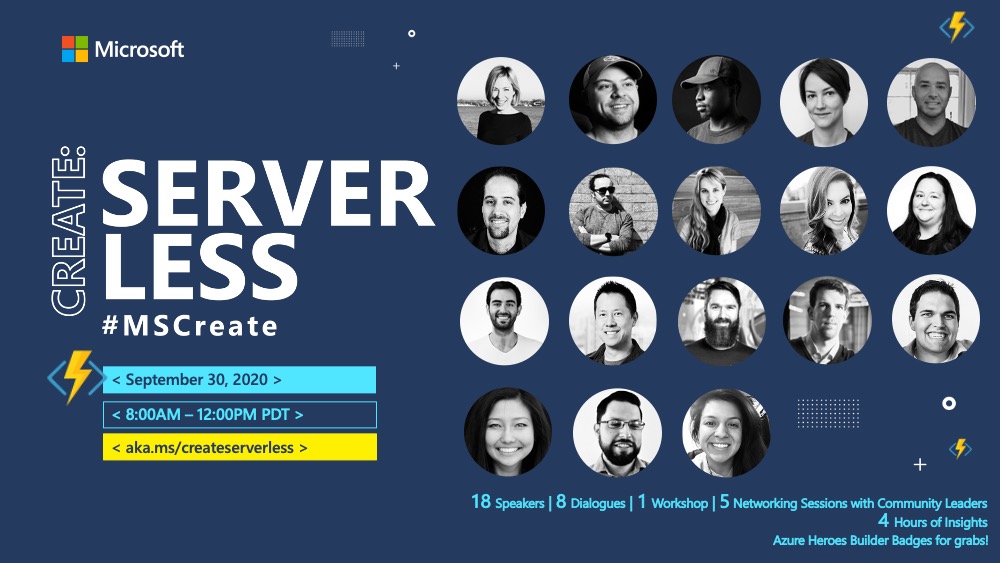 Microsoft
CREATE:
SERVER
LESS
#MSCreate
< September 30, 2020 >
< 8:00AM – 12:00PM PDT >
< aka.ms/createserverless >
18 Speakers | 8 Dialogues | 1 Workshop | 5 Networking Sessions with Community Leaders
4 Hours of Insights
Azure Heroes Builder Badges for grabs!